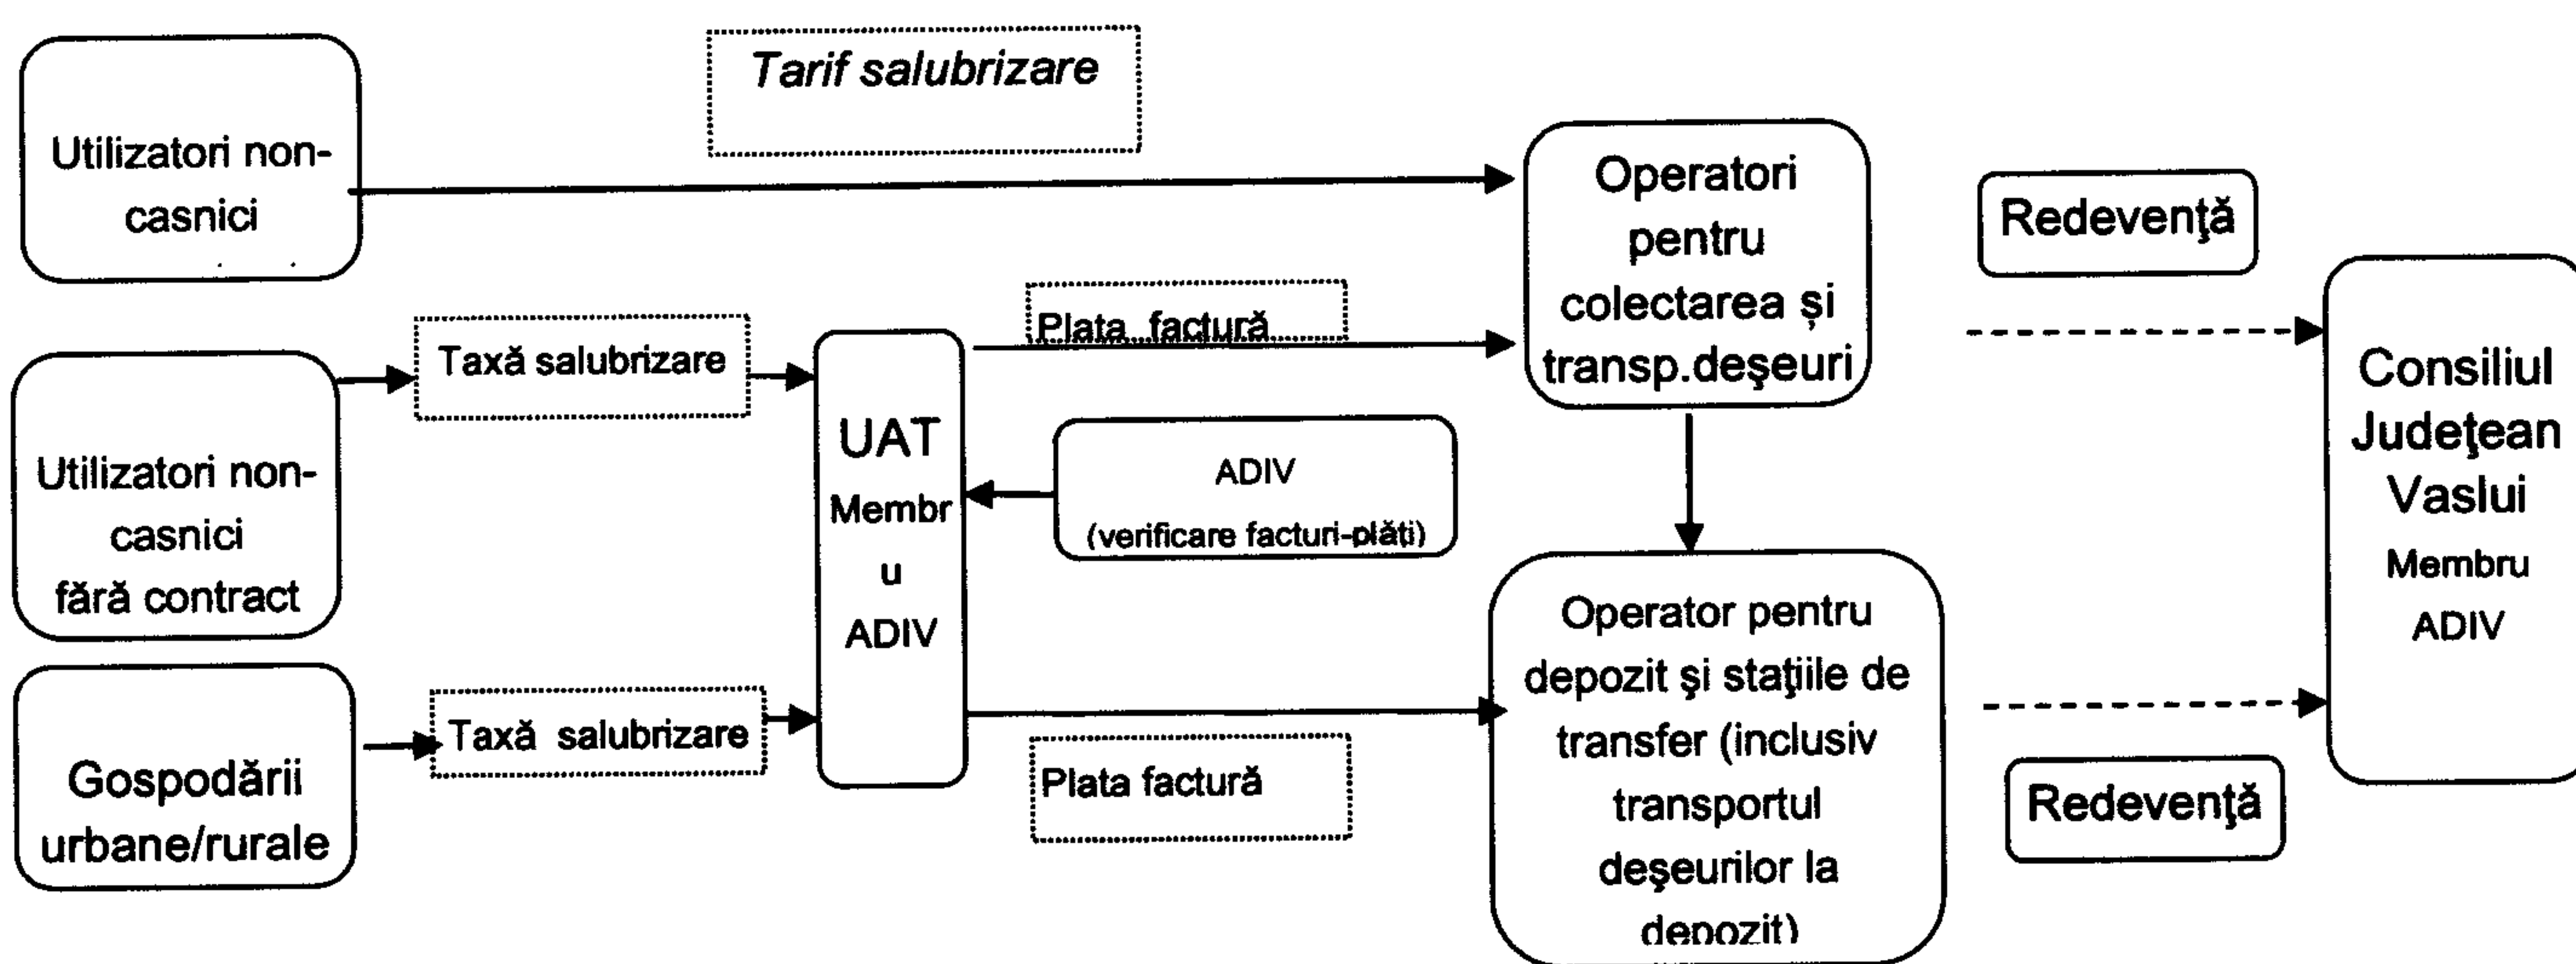 Tarif salubrizare
Utilizatori non-
casnici
Operatori
pentru
colectarea și
transp.deşeuri
Redevenţă
Plata factură
Taxă salubrizare
Utilizatori non-
casnici
fără contract
UAT
Membr
u
ADIV
ADIV
(verificare facturi-plăţi)
Consiliul
Judeţean
Vaslui
Membru
ADIV
Gospodării
urbane/rurale
Taxă salubrizare
Plata factură
Operator pentru
depozit şi staţiile de
transfer (inclusiv
transportul
deşeurilor la
depozit)
Redevenţă